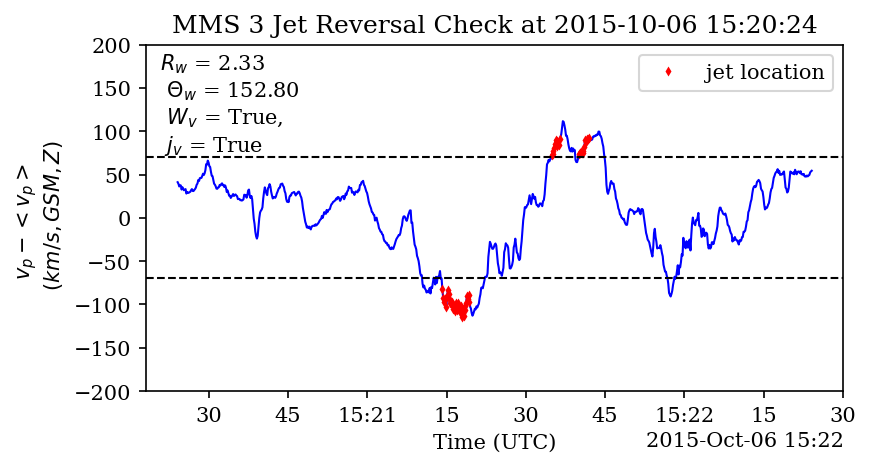 MMS 3 Jet Reversal Check at 2015-10-06 15:20:24
R_w = 2.33
Θ_w = 152.80
W_v = True,
j_v = True
jet location
200
150
100
50
0
−50
−100
−150
−200
v_p − < v_p >
(km/s, GSM, Z)
30 45 15:21 15 30 45 15:22 15 30
Time (UTC)
2015-Oct-06 15:22